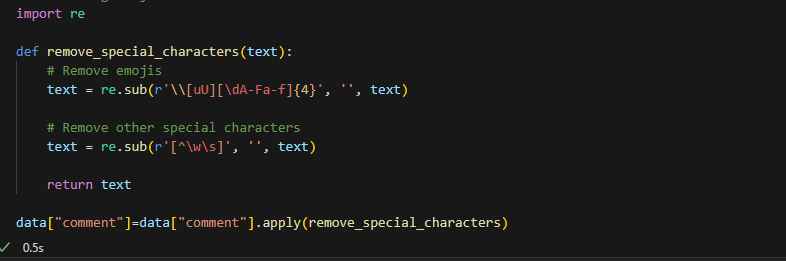 import re
def remove_special_characters(text):
# Remove emojis
text = re.sub(r'\\[uU][\dA-Fa-f]{4}', '', text)
# Remove other special characters
text = re.sub(r'[^\w\s]', '', text)
return text
data["comment"]=data["comment"].apply(remove_special_characters)
0.5s